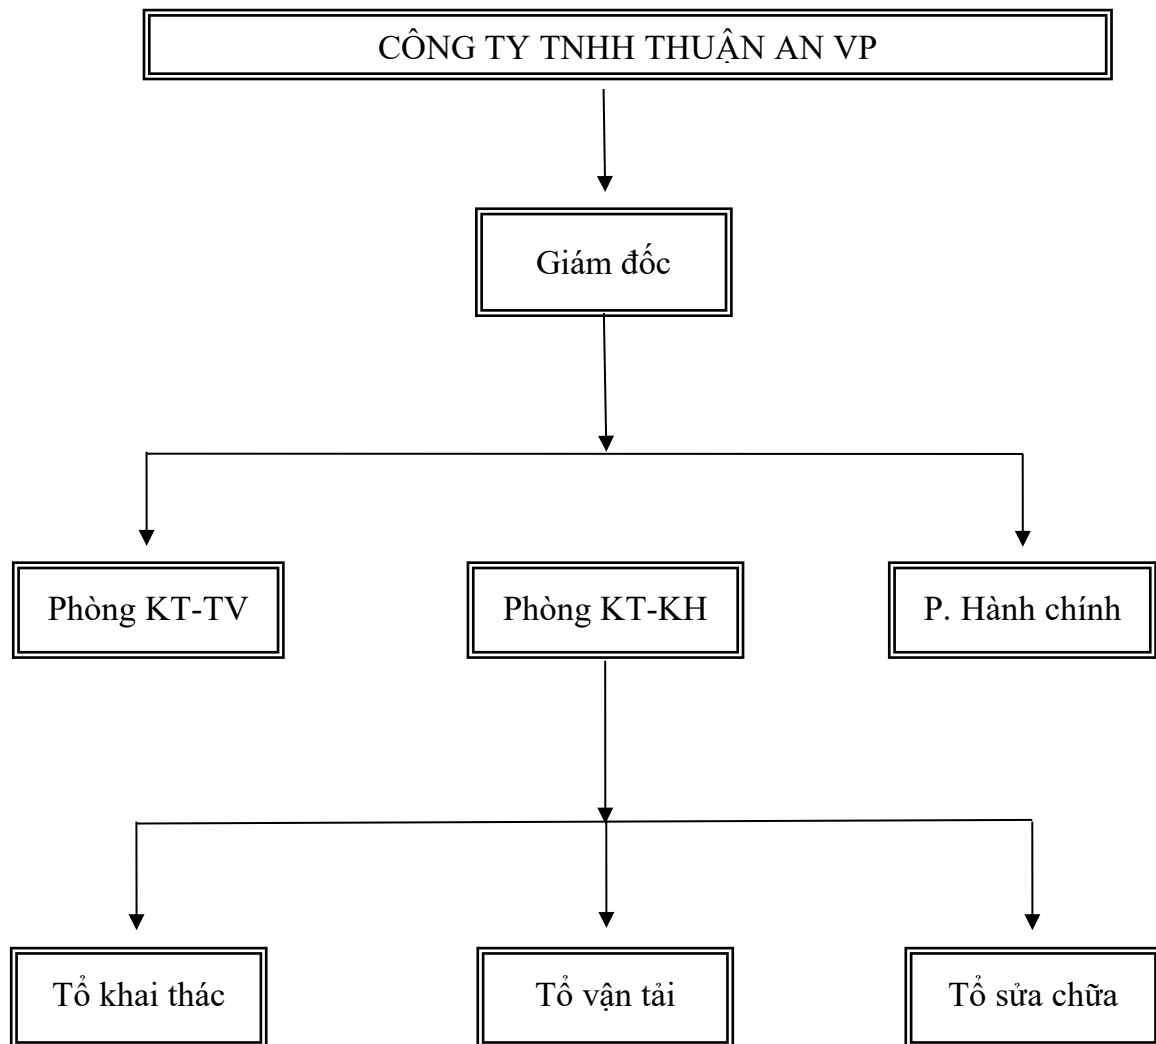 CÔNG TY TNHH THUẬN AN VP
Giám đốc
Phòng KT-TV
Phòng KT-KH
P. Hành chính
Tổ khai thác
Tổ vận tải
Tổ sửa chữa